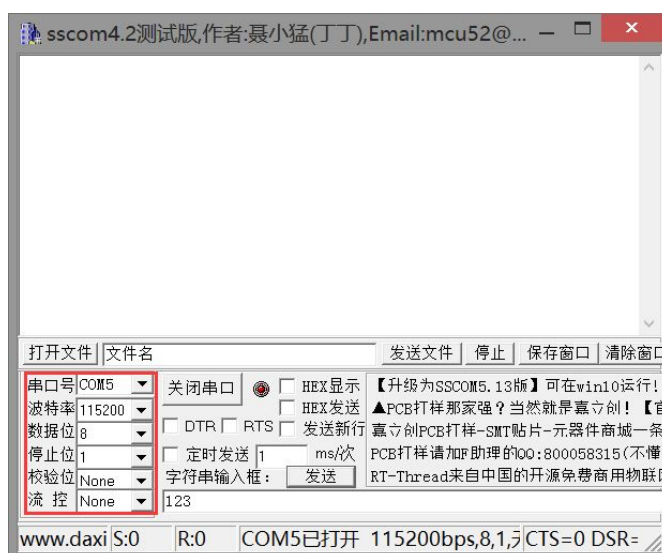 sscom4.2测试版,作者:聂小猛(丁丁),Email:mcu52@...
打开文件 文件名 发送文件 停止 保存窗口 清除窗口
串口号 COM5 关闭串口 HEX显示 【升级为SSCOM5.13版】可在win10运行!
波特率 115200 HEX发送 ▲PCB打样那家强?当然就是嘉立创!【官
数据位 8 DTR RTS 发送新行 嘉立创PCB打样-SMT贴片-元器件商城一条
停止位 1 定时发送 1 ms/次 PCB打样请加F助理的QQ:800058315(不懂
校验位 None 字符串输入框: 发送 RT-Thread来自中国的开源免费商用物联网
流 控 None 123
www.daxi S:0 R:0 COM5已打开 115200bps,8,1,无 CTS=0 DSR=